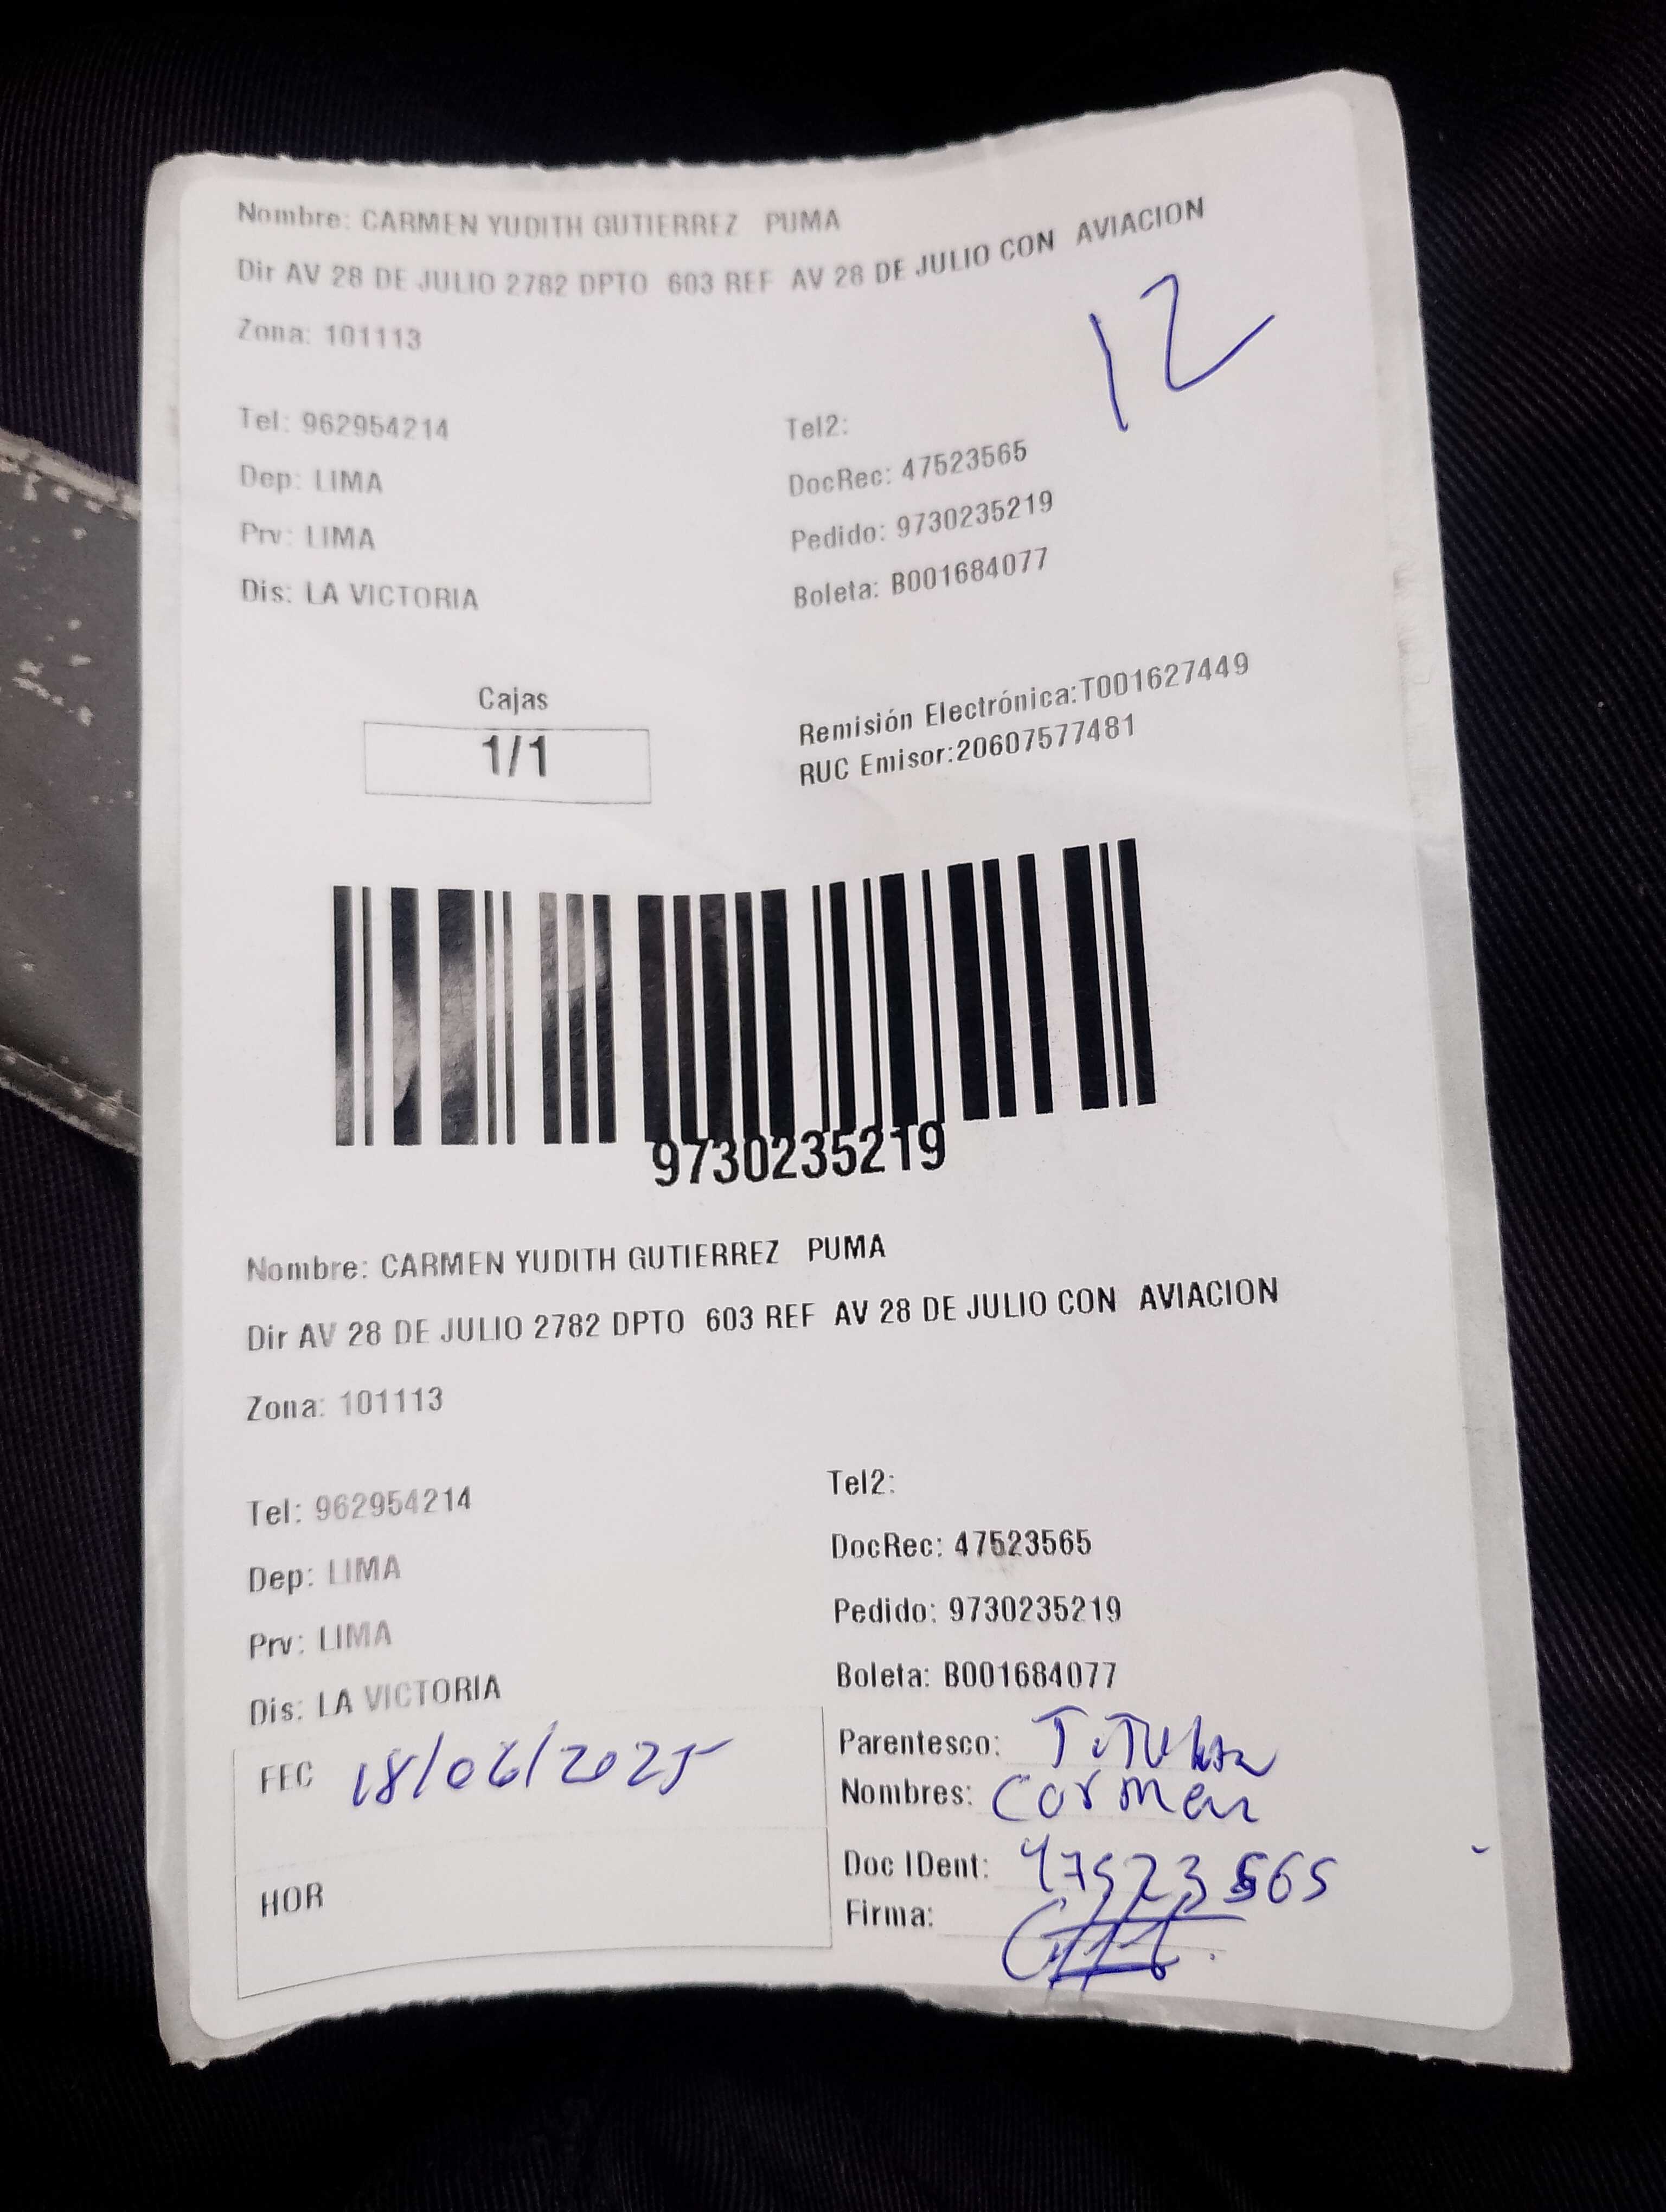 Nombre: CARMEN YUDITH GUTIERREZ PUMA
Dir AV 28 DE JULIO 2782 DPTO 603 REF AV 28 DE JULIO CON AVIACION
Zona: 101113
12
Tel: 962954214 Tel2:
Dep: LIMA DocRec: 47523565
Prv: LIMA Pedido: 9730235219
Dis: LA VICTORIA Boleta: B001684077
Cajas
1/1
Remisión Electrónica:T001627449
RUC Emisor:20607577481
9730235219
Nombre: CARMEN YUDITH GUTIERREZ PUMA
Dir AV 28 DE JULIO 2782 DPTO 603 REF AV 28 DE JULIO CON AVIACION
Zona: 101113
Tel: 962954214 Tel2:
Dep: LIMA DocRec: 47523565
Prv: LIMA Pedido: 9730235219
Dis: LA VICTORIA Boleta: B001684077
FEC 18/06/2025
HOR
Parentesco: Titular
Nombres: Carmen
Doc IDent: 47523565
Firma: